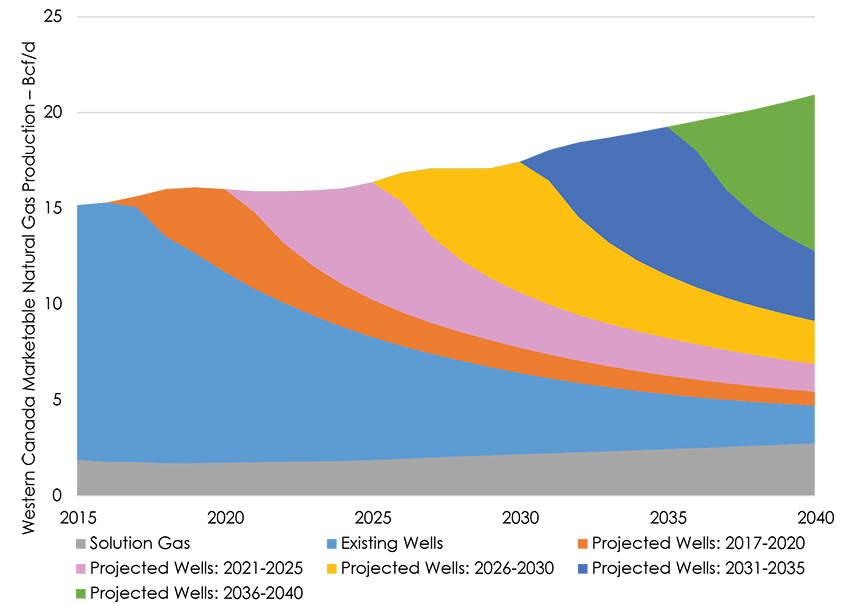 Western Canada Marketable Natural Gas Production – Bcf/d
25
20
15
10
5
0
2015 2020 2025 2030 2035 2040
Solution Gas Existing Wells Projected Wells: 2017-2020
Projected Wells: 2021-2025 Projected Wells: 2026-2030 Projected Wells: 2031-2035
Projected Wells: 2036-2040